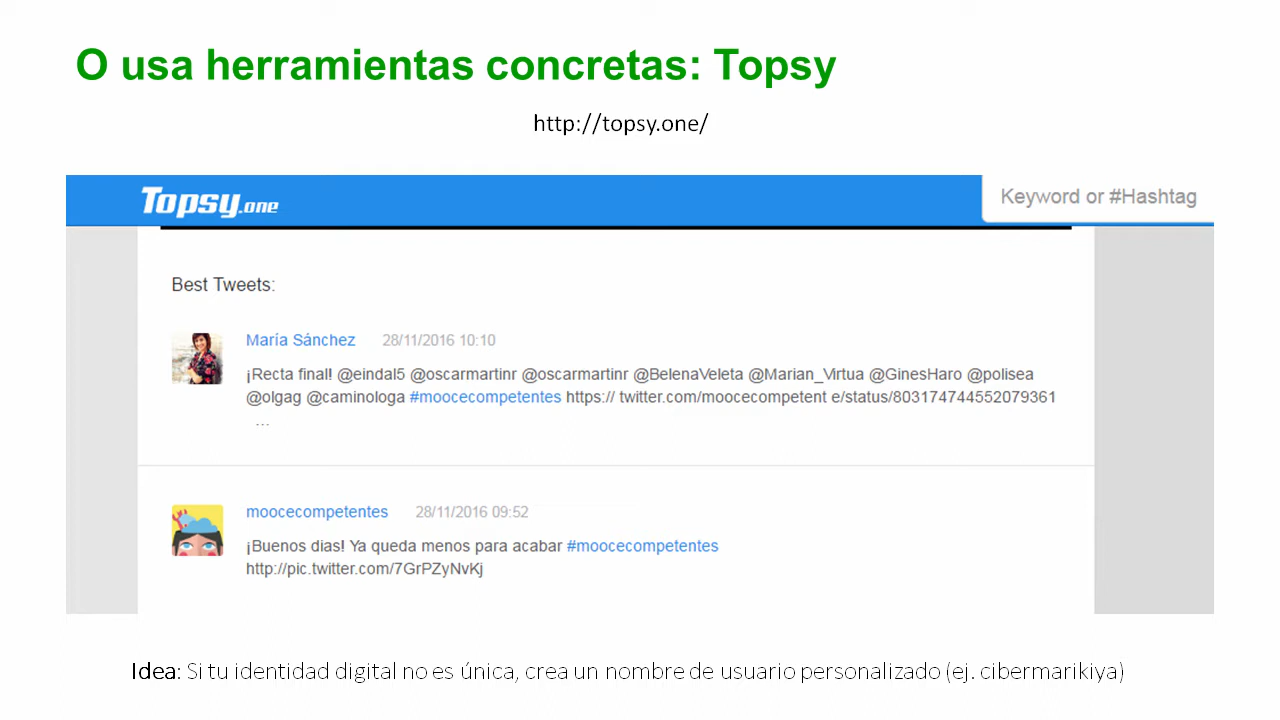 O usa herramientas concretas: Topsy
http://topsy.one/
Topsy.one
Keyword or #Hashtag
Best Tweets:
María Sánchez 28/11/2016 10:10
¡Recta final! @eindal5 @oscarmartinr @oscarmartinr @BelenaVeleta @Marian_Virtua @GinesHaro @polisea
@olgag @caminologa #moocecompetentes https:// twitter.com/moocecompetent e/status/803174744552079361
...
moocecompetentes 28/11/2016 09:52
¡Buenos dias! Ya queda menos para acabar #moocecompetentes
http://pic.twitter.com/7GrPZyNvKj
Idea: Si tu identidad digital no es única, crea un nombre de usuario personalizado (ej. cibermarikiya)